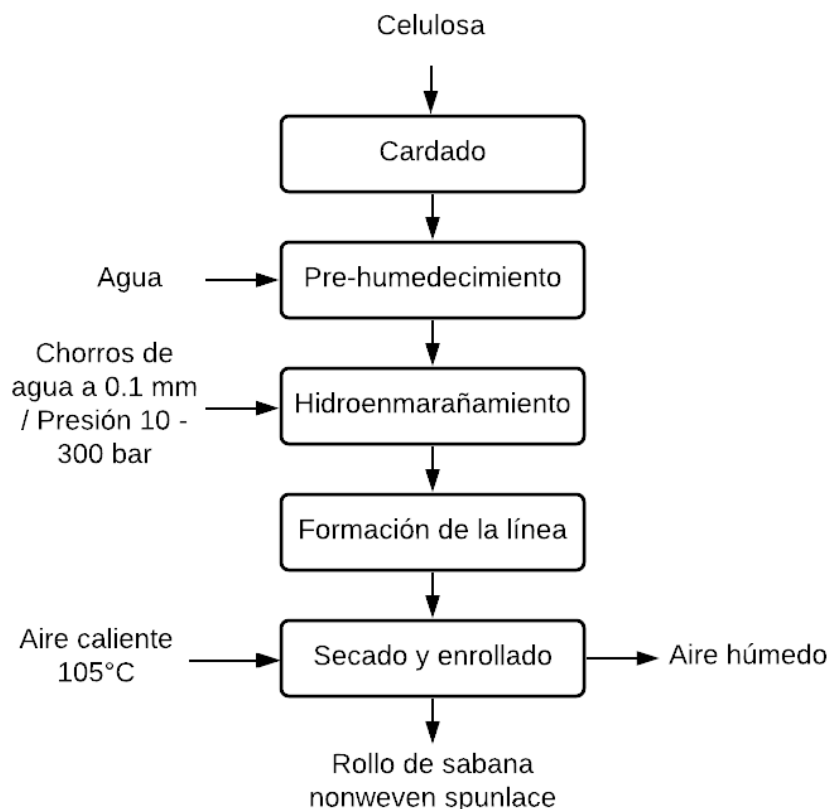 Celulosa
Cardado
Agua
Pre-humedecimiento
Chorros de
agua a 0.1 mm
/ Presión 10 -
300 bar
Hidroenmarañamiento
Formación de la línea
Aire caliente
105°C
Secado y enrollado
Aire húmedo
Rollo de sabana
nonweven spunlace